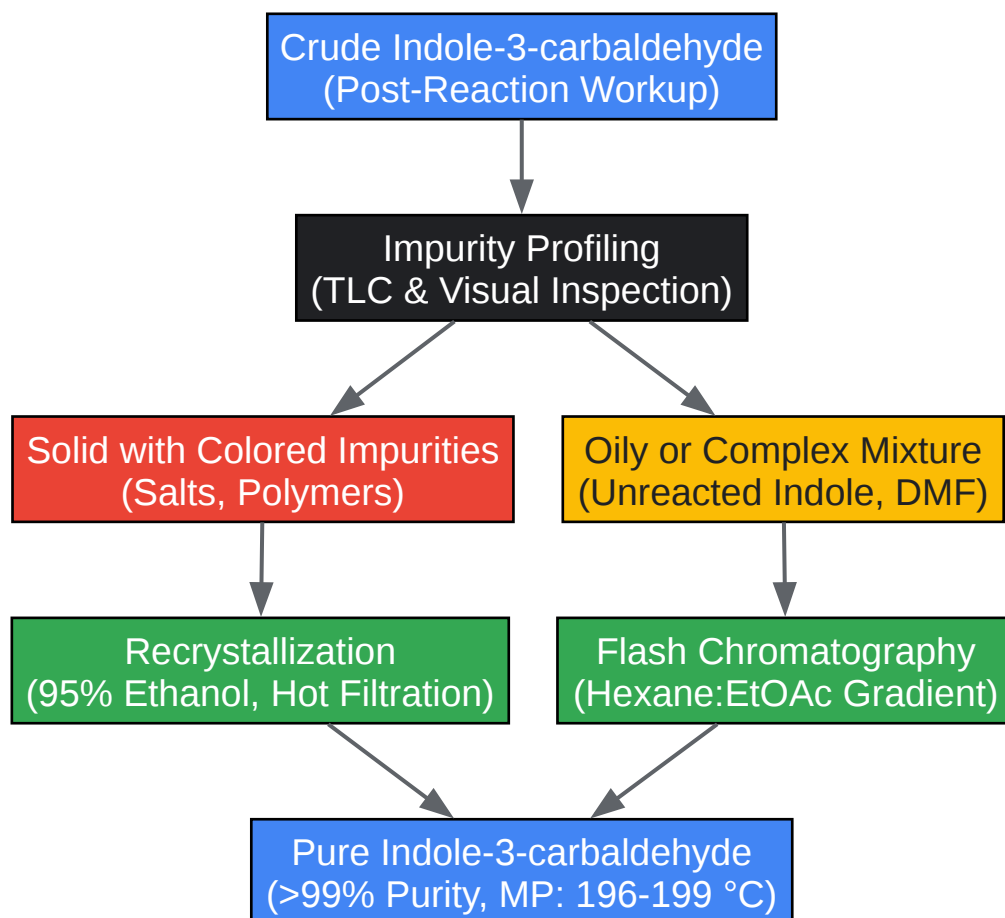 Crude Indole-3-carbaldehyde
(Post-Reaction Workup)
Impurity Profiling
(TLC & Visual Inspection)
Solid with Colored Impurities
(Salts, Polymers)
Oily or Complex Mixture
(Unreacted Indole, DMF)
Recrystallization
(95% Ethanol, Hot Filtration)
Flash Chromatography
(Hexane:EtOAc Gradient)
Pure Indole-3-carbaldehyde
(>99% Purity, MP: 196-199 °C)